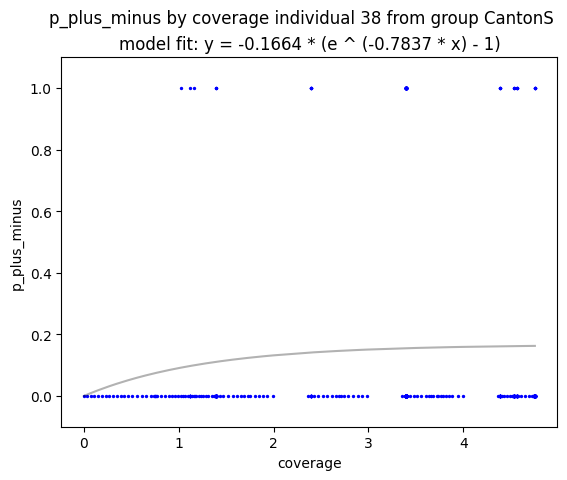 p_plus_minus by coverage individual 38 from group CantonS
model fit: y = -0.1664 * (e ^ (-0.7837 * x) - 1)
1.0
0.8
0.6
0.4
0.2
0.0
p_plus_minus
0 1 2 3 4
coverage